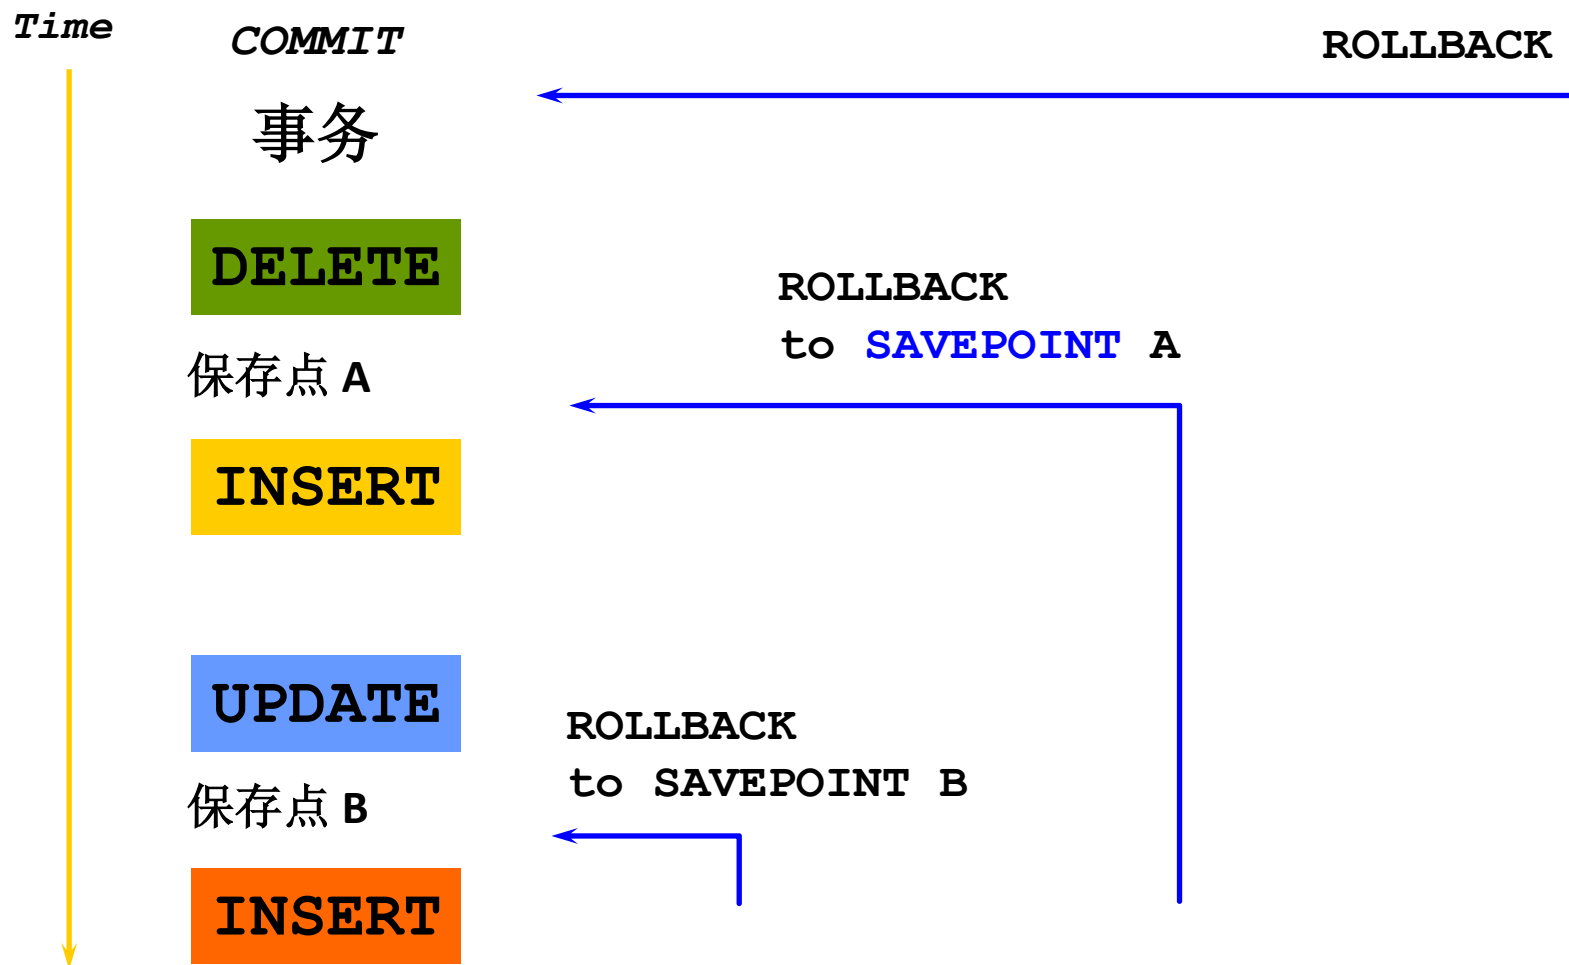 Time
COMMIT
ROLLBACK
事务
DELETE
ROLLBACK
to SAVEPOINT A
保存点 A
INSERT
UPDATE
ROLLBACK
to SAVEPOINT B
保存点 B
INSERT